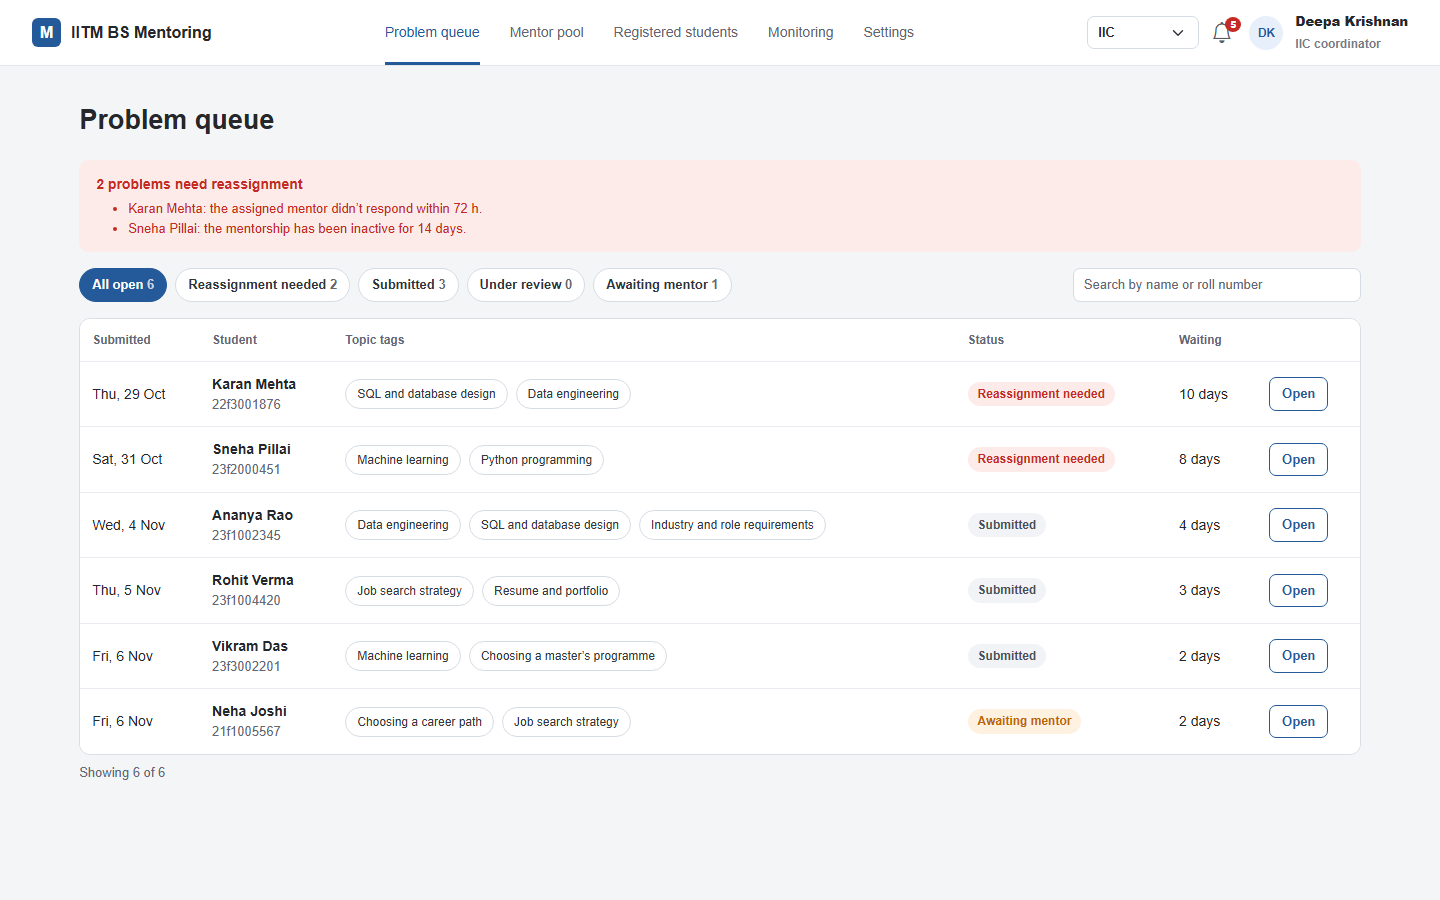 M IITM BS Mentoring
Problem queue Mentor pool Registered students Monitoring Settings
IIC
5
DK
Deepa Krishnan
IIC coordinator
Problem queue
2 problems need reassignment
• Karan Mehta: the assigned mentor didn’t respond within 72 h.
• Sneha Pillai: the mentorship has been inactive for 14 days.
All open 6 Reassignment needed 2 Submitted 3 Under review 0 Awaiting mentor 1 Search by name or roll number
Submitted Student Topic tags Status Waiting
Thu, 29 Oct Karan Mehta SQL and database design Data engineering Reassignment needed 10 days Open
22f3001876
Sat, 31 Oct Sneha Pillai Machine learning Python programming Reassignment needed 8 days Open
23f2000451
Wed, 4 Nov Ananya Rao Data engineering SQL and database design Industry and role requirements Submitted 4 days Open
23f1002345
Thu, 5 Nov Rohit Verma Job search strategy Resume and portfolio Submitted 3 days Open
23f1004420
Fri, 6 Nov Vikram Das Machine learning Choosing a master’s programme Submitted 2 days Open
23f3002201
Fri, 6 Nov Neha Joshi Choosing a career path Job search strategy Awaiting mentor 2 days Open
21f1005567
Showing 6 of 6